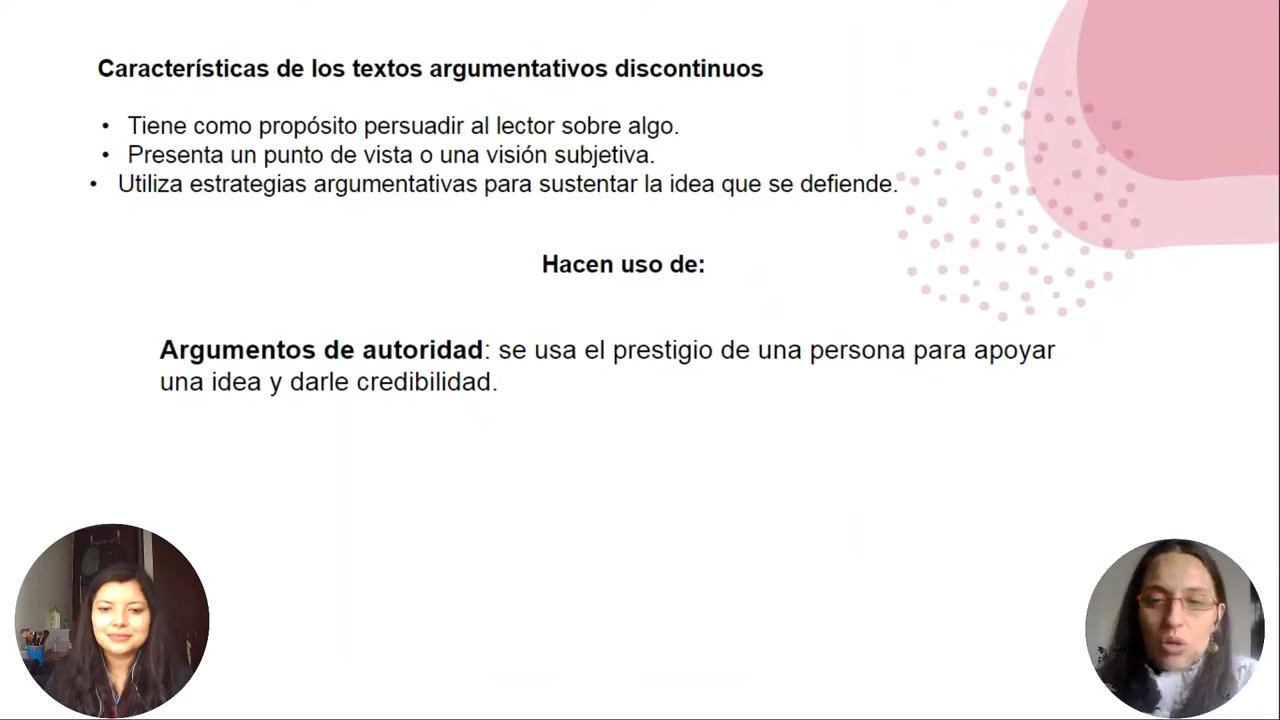 Características de los textos argumentativos discontinuos
• Tiene como propósito persuadir al lector sobre algo.
• Presenta un punto de vista o una visión subjetiva.
• Utiliza estrategias argumentativas para sustentar la idea que se defiende.
Hacen uso de:
Argumentos de autoridad: se usa el prestigio de una persona para apoyar
una idea y darle credibilidad.